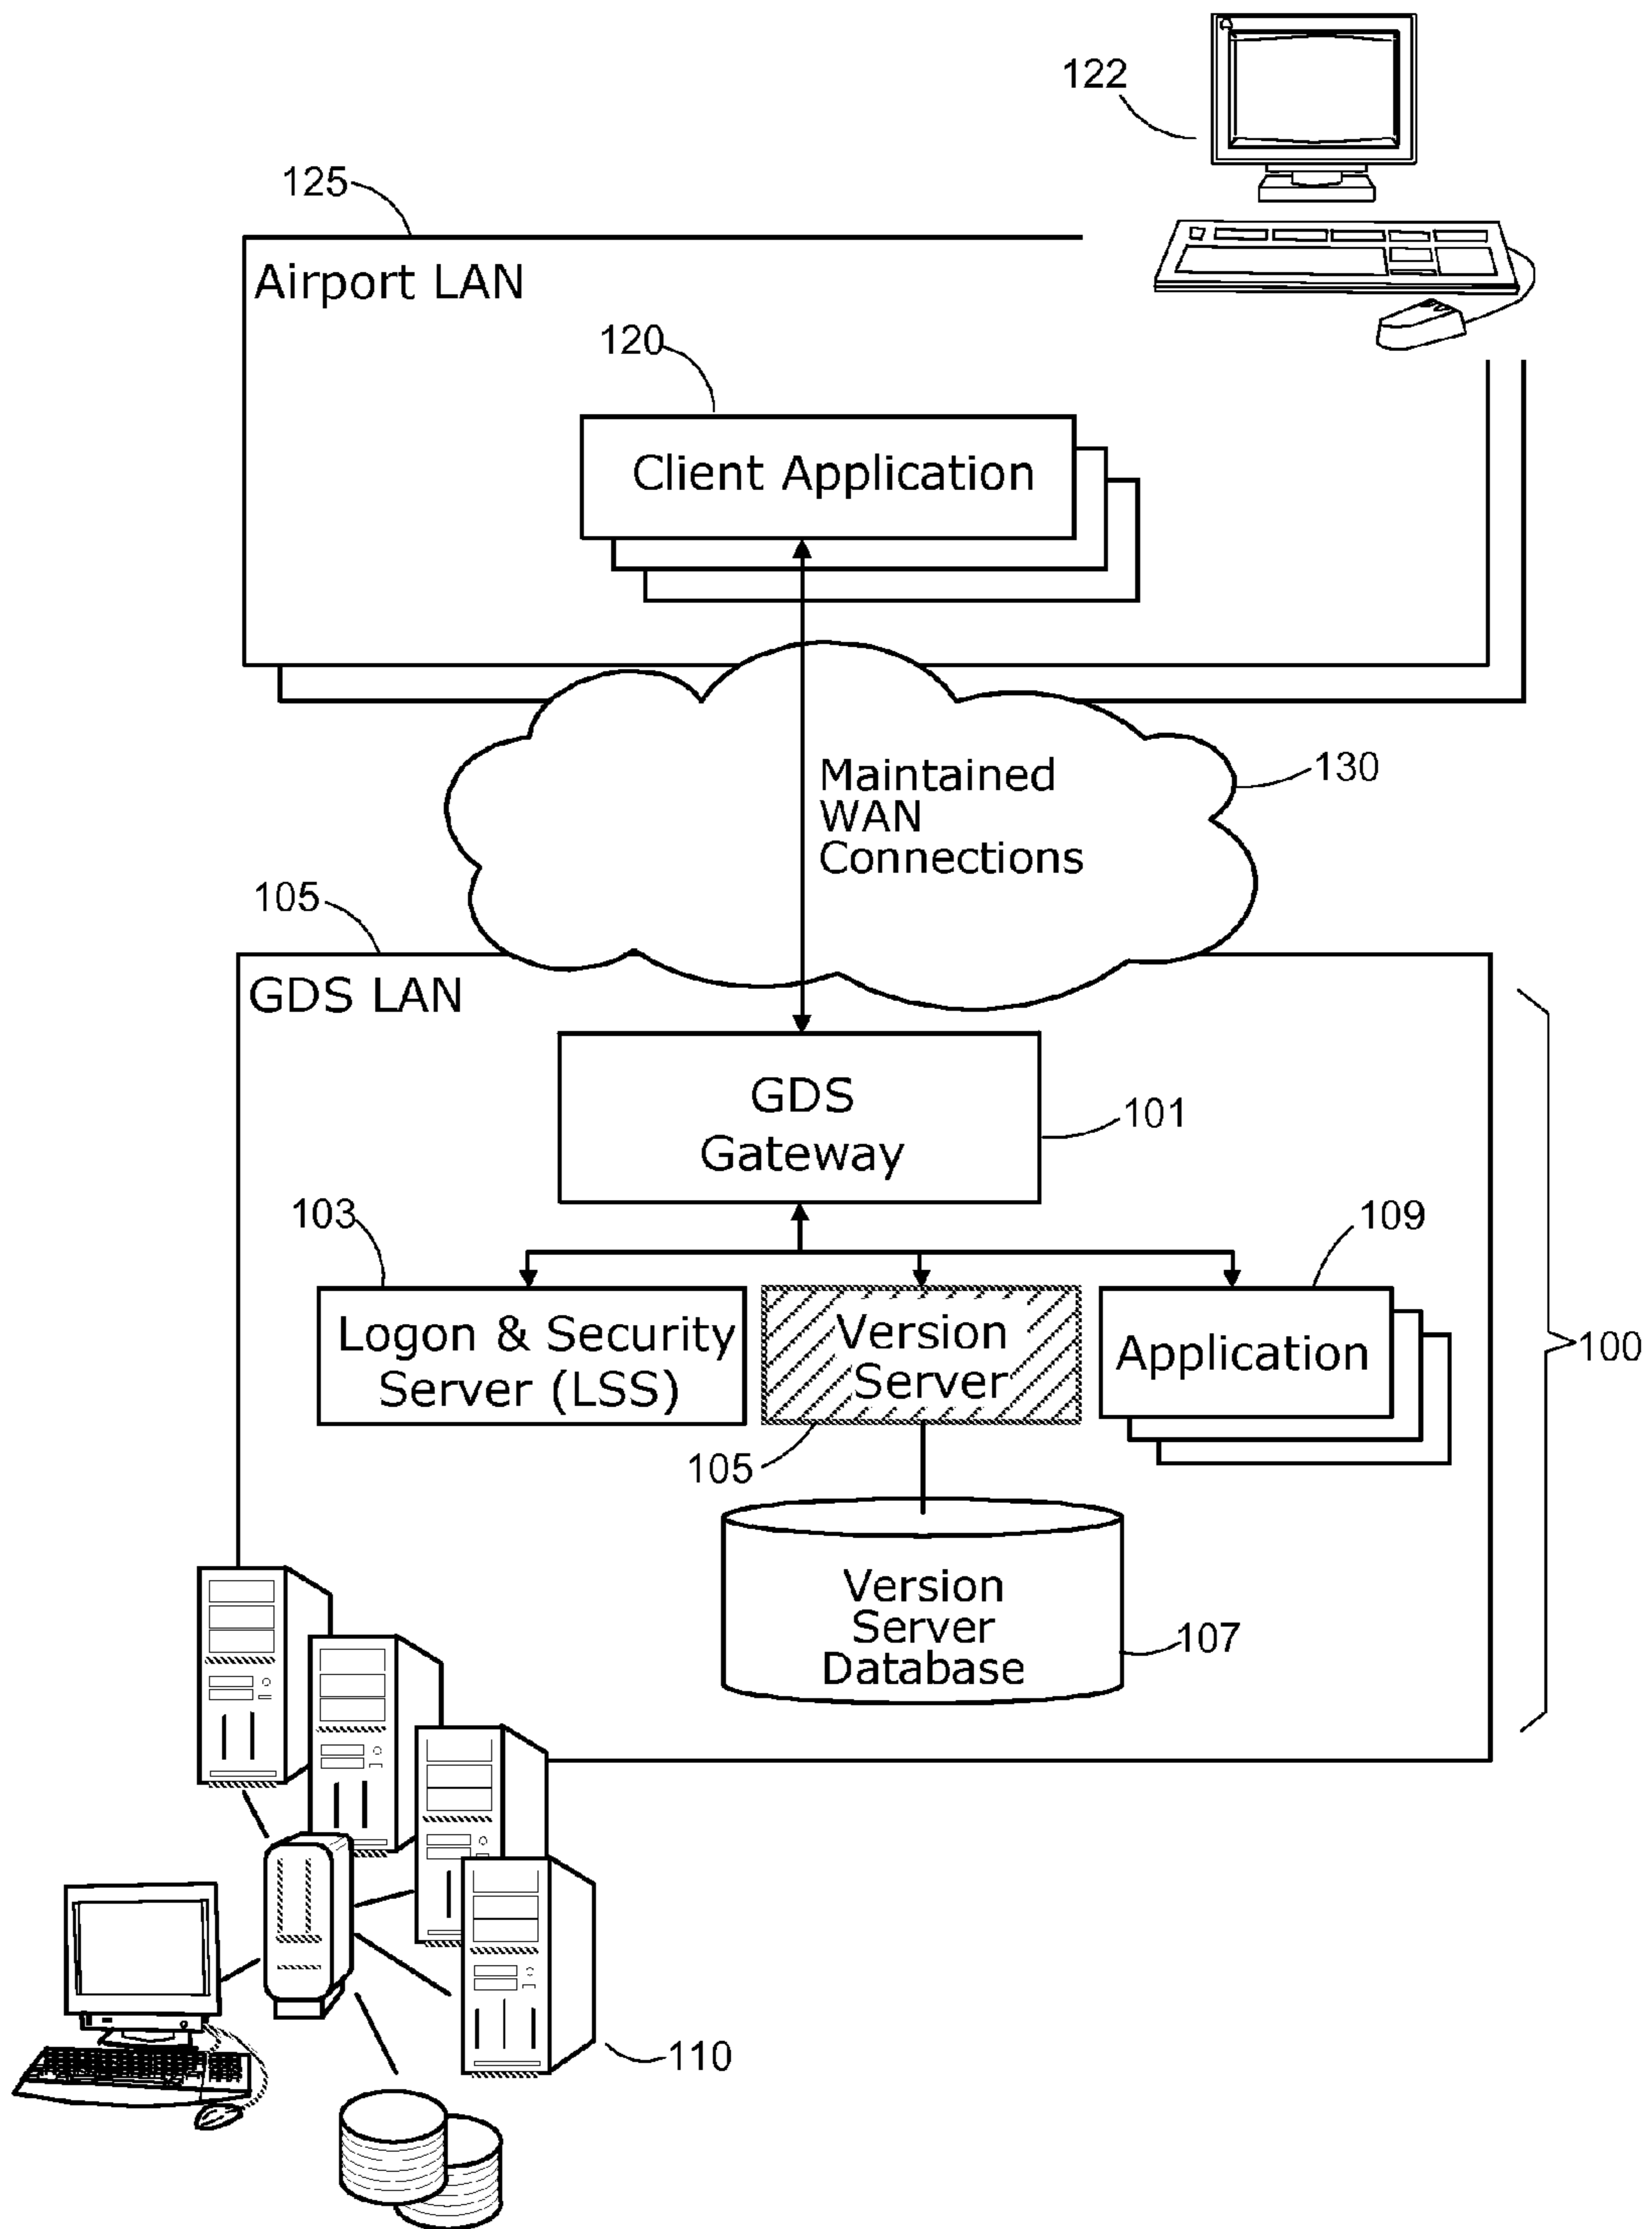 122
125
Airport LAN
120
Client Application
Maintained
WAN
Connections
130
105
GDS LAN
GDS
Gateway
101
103
109
Logon & Security
Server (LSS)
Version
Server
Application
100
105
Version
Server
Database
107
110